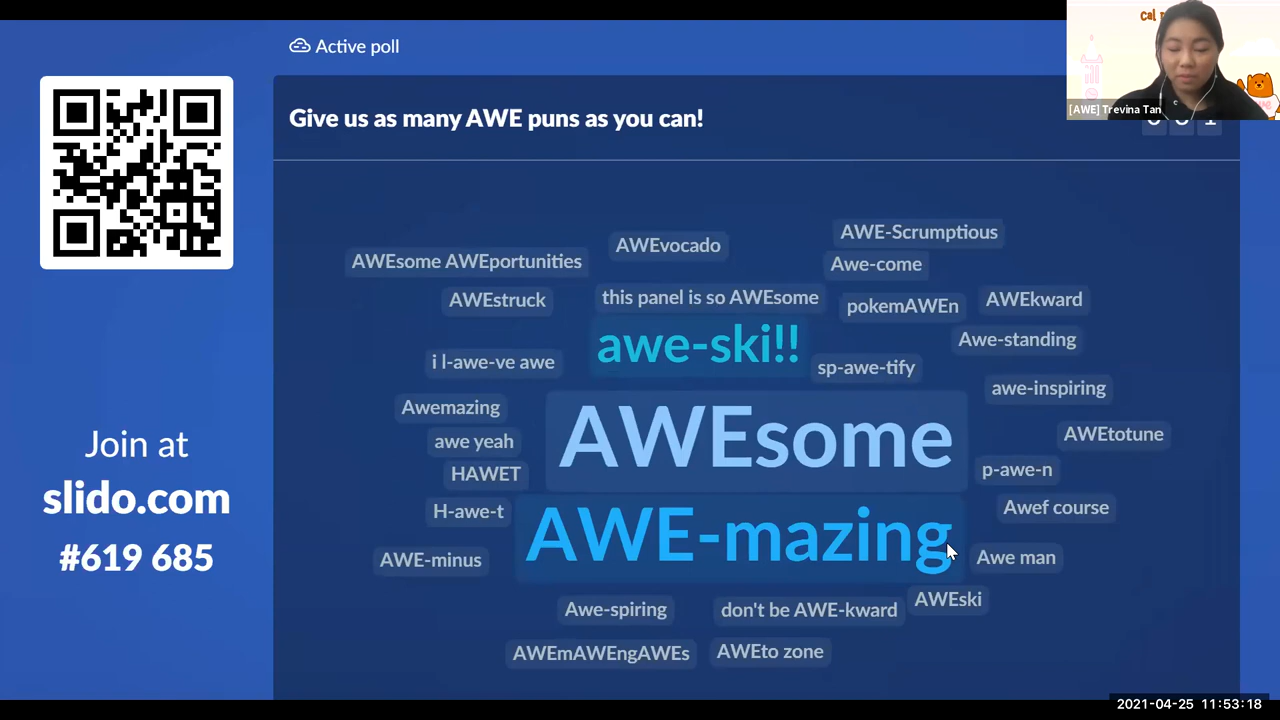 Active poll
Give us as many AWE puns as you can!
[AWE] Trevina Tan
AWE-Scrumptious
AWEvocado
AWEsome AWEportunities
Awe-come
AWEstruck
this panel is so AWEsome
pokemAWEn
AWEkward
awe-ski!!
Awe-standing
i l-awe-ve awe
sp-awe-tify
awe-inspiring
Awemazing
AWEsome
awe yeah
AWEtotune
HAWET
p-awe-n
H-awe-t
Awef course
AWE-mazing
AWE-minus
Awe man
Awe-spiring
don't be AWE-kward
AWEski
AWEmAWEngAWEs
AWEto zone
Join at
slido.com
#619 685
2021-04-25 11:53:18